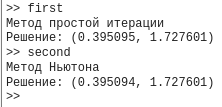 >> first
Метод простой итерации
Решение: (0.395095, 1.727601)
>> second
Метод Ньютона
Решение: (0.395094, 1.727601)
>>